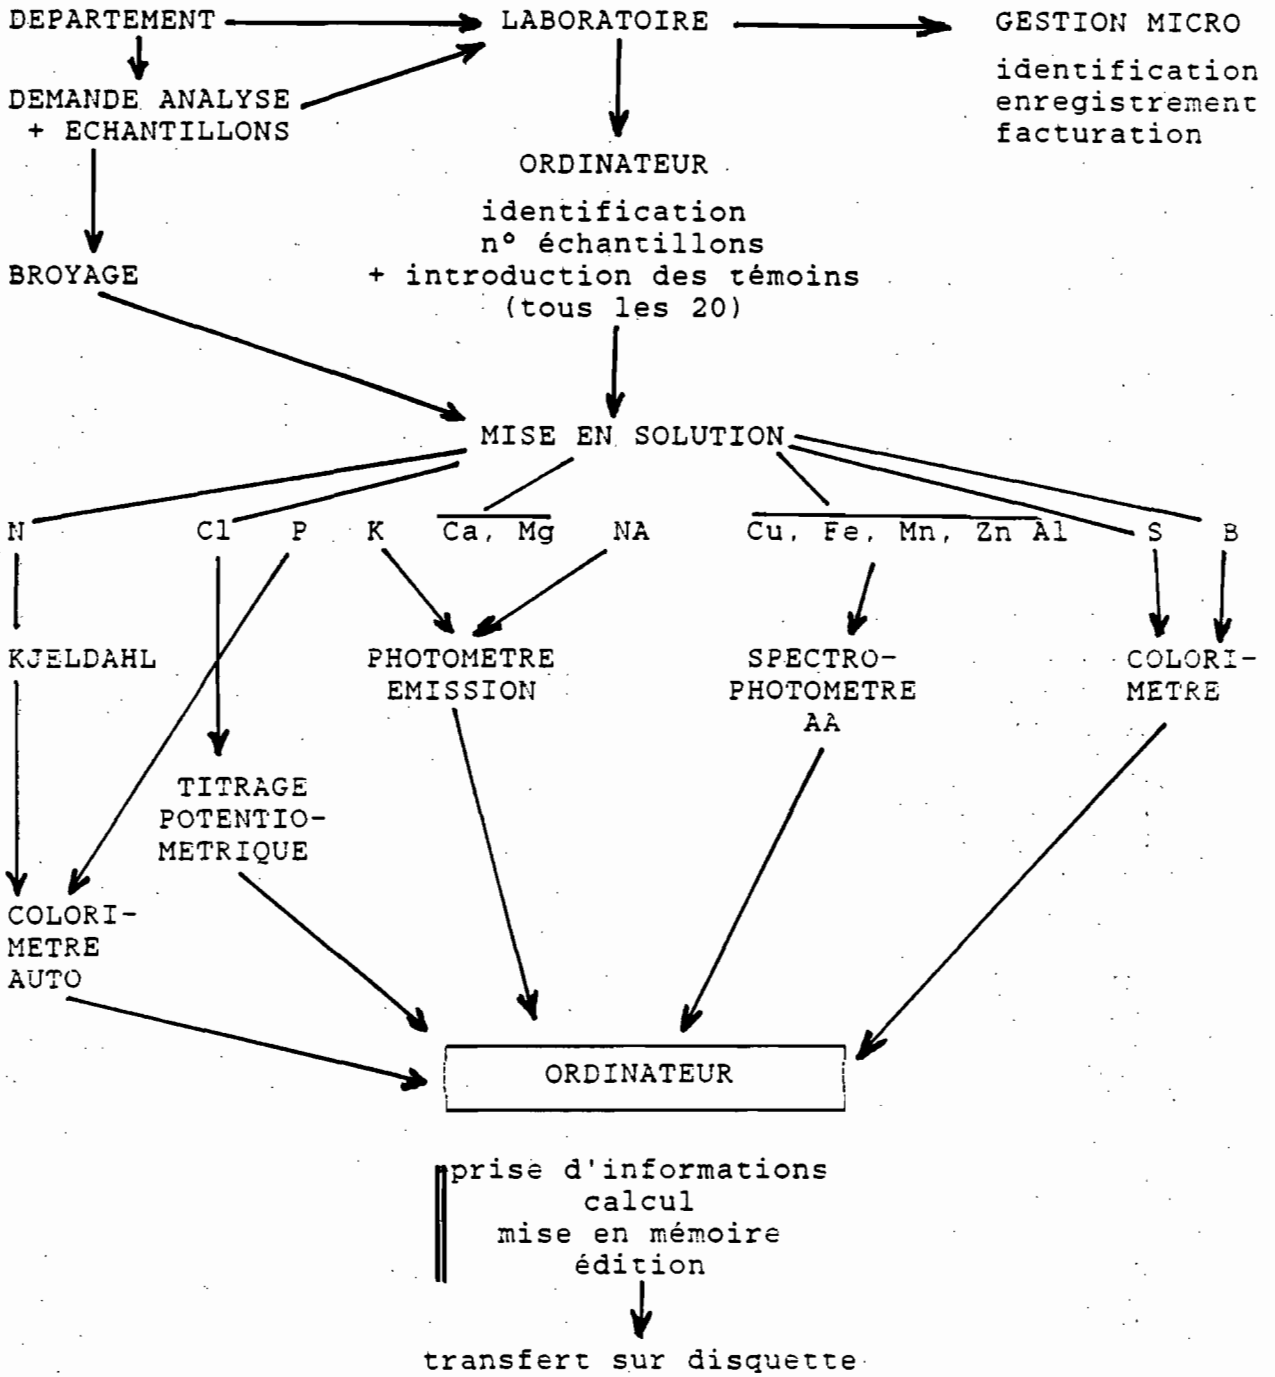 DEPARTEMENT
LABORATOIRE
GESTION MICRO
identification
enregistrement
facturation
DEMANDE ANALYSE
+ ECHANTILLONS
ORDINATEUR
identification
n° échantillons
+ introduction des témoins
(tous les 20)
BROYAGE
MISE EN SOLUTION
N Cl P K Ca, Mg NA Cu, Fe, Mn, Zn Al S B
KJELDAHL
PHOTOMETRE
EMISSION
SPECTRO-
PHOTOMETRE
AA
COLORI-
METRE
TITRAGE
POTENTIO-
METRIQUE
COLORI-
METRE
AUTO
ORDINATEUR
prise d'informations
calcul
mise en mémoire
édition
transfert sur disquette